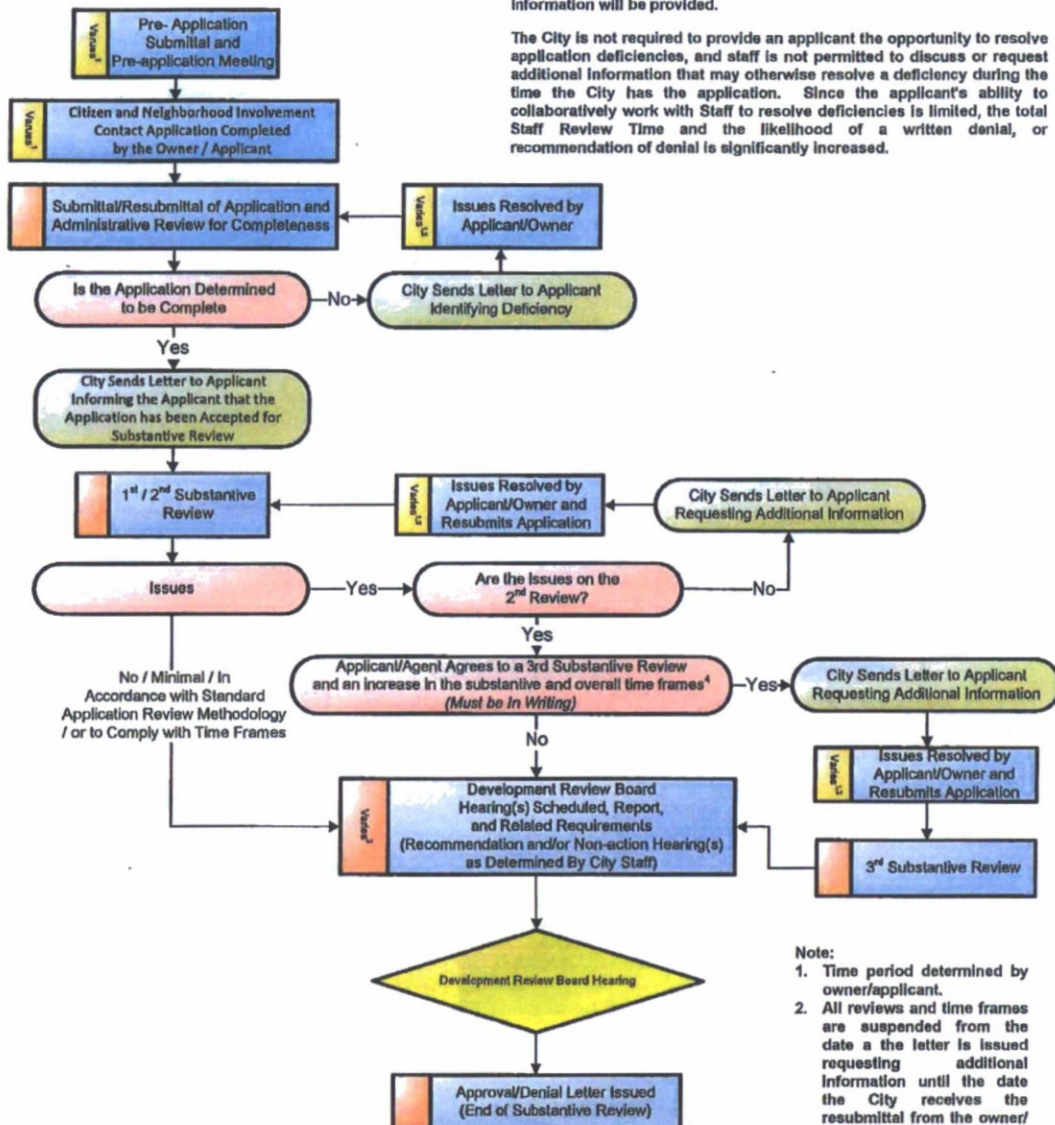 Information will be provided.
The City is not required to provide an applicant the opportunity to resolve
application deficiencies, and staff is not permitted to discuss or request
additional information that may otherwise resolve a deficiency during the
time the City has the application. Since the applicant's ability to
collaboratively work with Staff to resolve deficiencies is limited, the total
Staff Review Time and the likelihood of a written denial, or
recommendation of denial is significantly increased.
Varies¹
Pre- Application
Submittal and
Pre-application Meeting
Varies¹
Citizen and Neighborhood Involvement
Contact Application Completed
by the Owner / Applicant
Submittal/Resubmittal of Application and
Administrative Review for Completeness
Varies¹,²
Issues Resolved by
Applicant/Owner
Is the Application Determined
to be Complete
No
City Sends Letter to Applicant
Identifying Deficiency
Yes
City Sends Letter to Applicant
Informing the Applicant that the
Application has been Accepted for
Substantive Review
1st / 2nd Substantive
Review
Varies¹,²
Issues Resolved by
Applicant/Owner and
Resubmits Application
City Sends Letter to Applicant
Requesting Additional Information
Issues
Yes
Are the Issues on the
2nd Review?
No
Yes
No / Minimal / In
Accordance with Standard
Application Review Methodology
/ or to Comply with Time Frames
Applicant/Agent Agrees to a 3rd Substantive Review
and an increase in the substantive and overall time frames⁴
(Must be In Writing)
Yes
City Sends Letter to Applicant
Requesting Additional Information
No
Varies¹,²
Issues Resolved by
Applicant/Owner and
Resubmits Application
Varies³
Development Review Board
Hearing(s) Scheduled, Report,
and Related Requirements
(Recommendation and/or Non-action Hearing(s)
as Determined By City Staff)
3rd Substantive Review
Development Review Board Hearing
Approval/Denial Letter Issued
(End of Substantive Review)
Note:
1. Time period determined by
owner/applicant.
2. All reviews and time frames
are suspended from the
date a the letter is issued
requesting additional
information until the date
the City receives the
resubmittal from the owner/